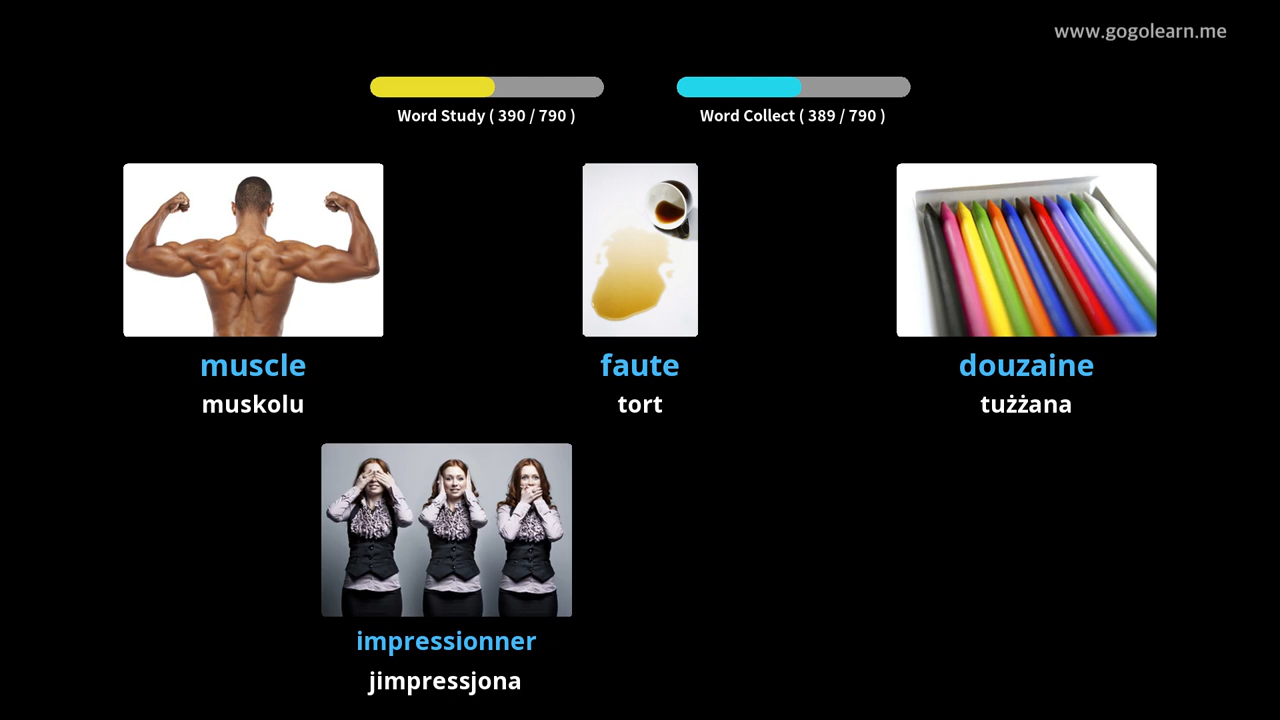 www.gogolearn.me
Word Study ( 390 / 790 )
Word Collect ( 389 / 790 )
muscle
muskolu
faute
tort
douzaine
tużżana
impressionner
jimpressjona